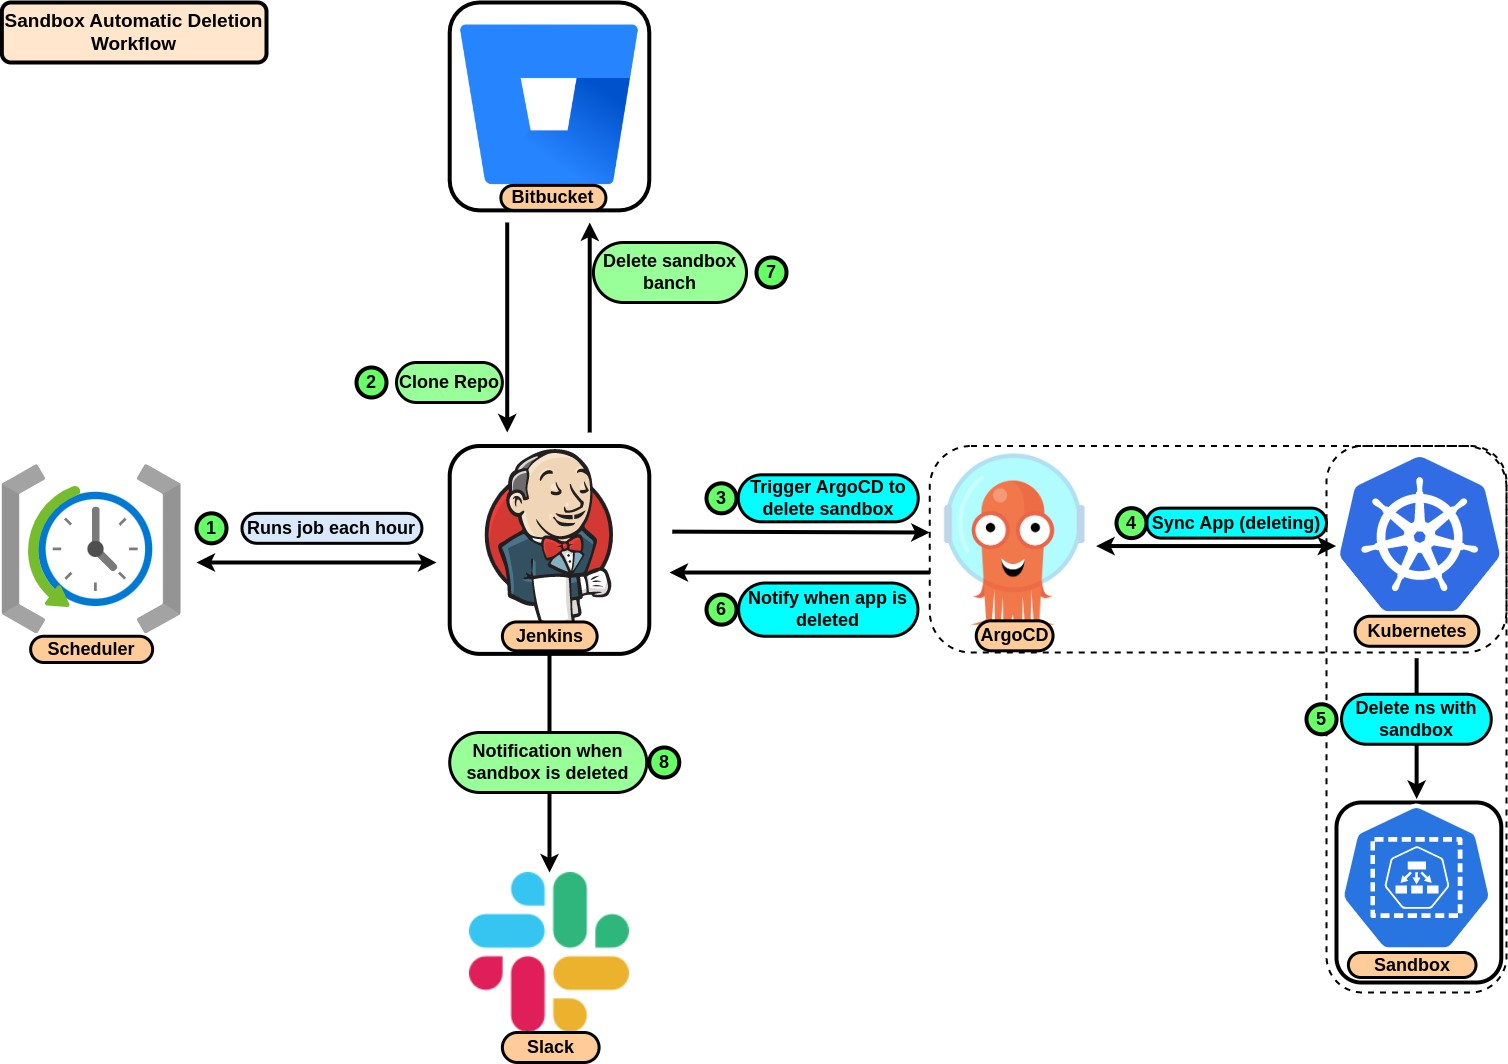 Sandbox Automatic Deletion
Workflow
Bitbucket
Delete sandbox
banch
7
2
Clone Repo
1
Runs job each hour
Scheduler
Jenkins
3
Trigger ArgoCD to
delete sandbox
6
Notify when app is
deleted
ArgoCD
4
Sync App (deleting)
Kubernetes
5
Delete ns with
sandbox
Sandbox
Notification when
sandbox is deleted
8
Slack